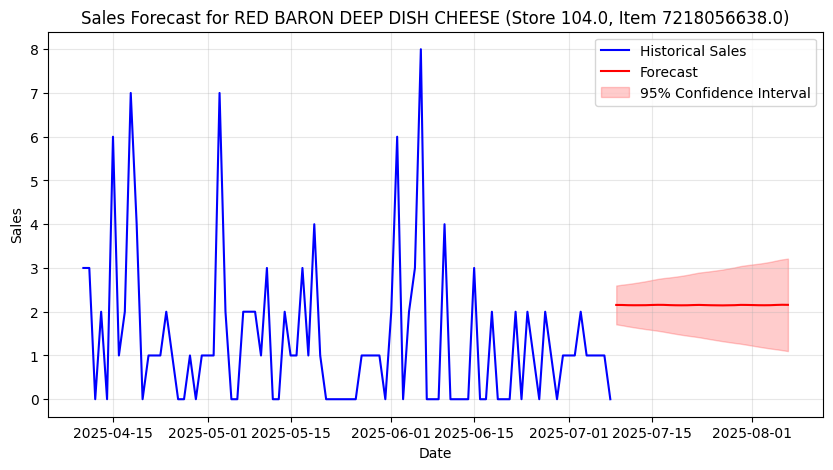 Sales Forecast for RED BARON DEEP DISH CHEESE (Store 104.0, Item 7218056638.0)
Historical Sales
Forecast
95% Confidence Interval
8
7
6
5
4
3
2
1
0
Sales
2025-04-15
2025-05-01
2025-05-15
2025-06-01
2025-06-15
2025-07-01
2025-07-15
2025-08-01
Date